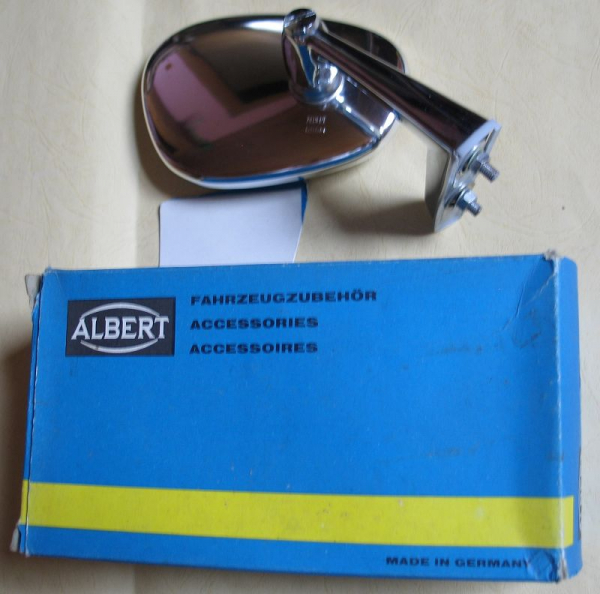 ALBERT
FAHRZEUGZUBEHÖR
ACCESSORIES
ACCESSOIRES
MADE IN GERMANY